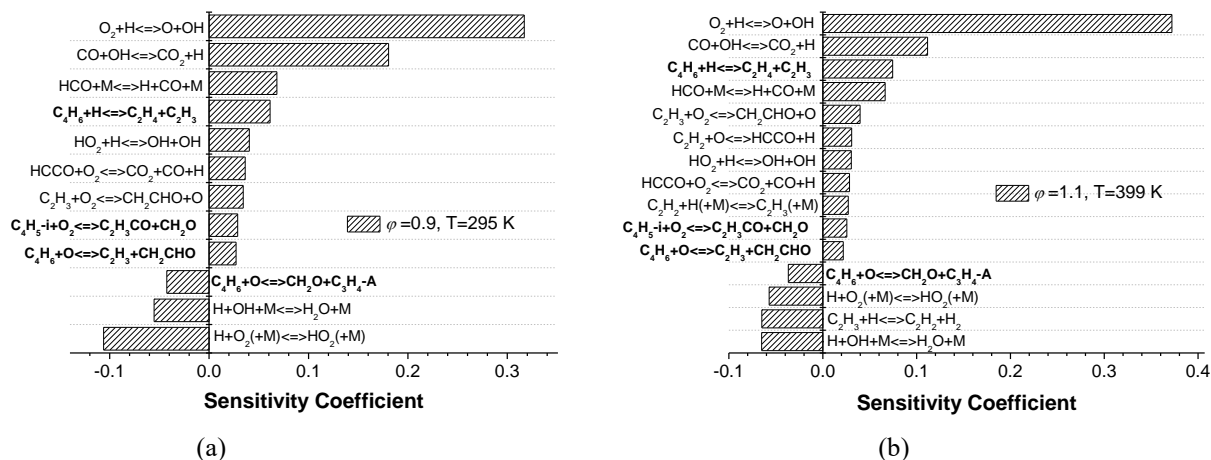 O₂+H<=>O+OH
CO+OH<=>CO₂+H
HCO+M<=>H+CO+M
C₄H₆+H<=>C₂H₄+C₂H₃
HO₂+H<=>OH+OH
HCCO+O₂<=>CO₂+CO+H
C₂H₃+O₂<=>CH₂CHO+O
C₄H₅-i+O₂<=>C₂H₃CO+CH₂O
C₄H₆+O<=>C₂H₃+CH₂CHO
C₄H₆+O<=>CH₂O+C₃H₄-A
H+OH+M<=>H₂O+M
H+O₂(+M)<=>HO₂(+M)
φ=0.9, T=295 K
-0.1 0.0 0.1 0.2 0.3
Sensitivity Coefficient
(a)
O₂+H<=>O+OH
CO+OH<=>CO₂+H
C₄H₆+H<=>C₂H₄+C₂H₃
HCO+M<=>H+CO+M
C₂H₃+O₂<=>CH₂CHO+O
C₂H₂+O<=>HCCO+H
HO₂+H<=>OH+OH
HCCO+O₂<=>CO₂+CO+H
C₂H₂+H(+M)<=>C₂H₃(+M)
C₄H₅-i+O₂<=>C₂H₃CO+CH₂O
C₄H₆+O<=>C₂H₃+CH₂CHO
C₄H₆+O<=>CH₂O+C₃H₄-A
H+O₂(+M)<=>HO₂(+M)
C₂H₃+H<=>C₂H₂+H₂
H+OH+M<=>H₂O+M
φ=1.1, T=399 K
-0.1 0.0 0.1 0.2 0.3 0.4
Sensitivity Coefficient
(b)